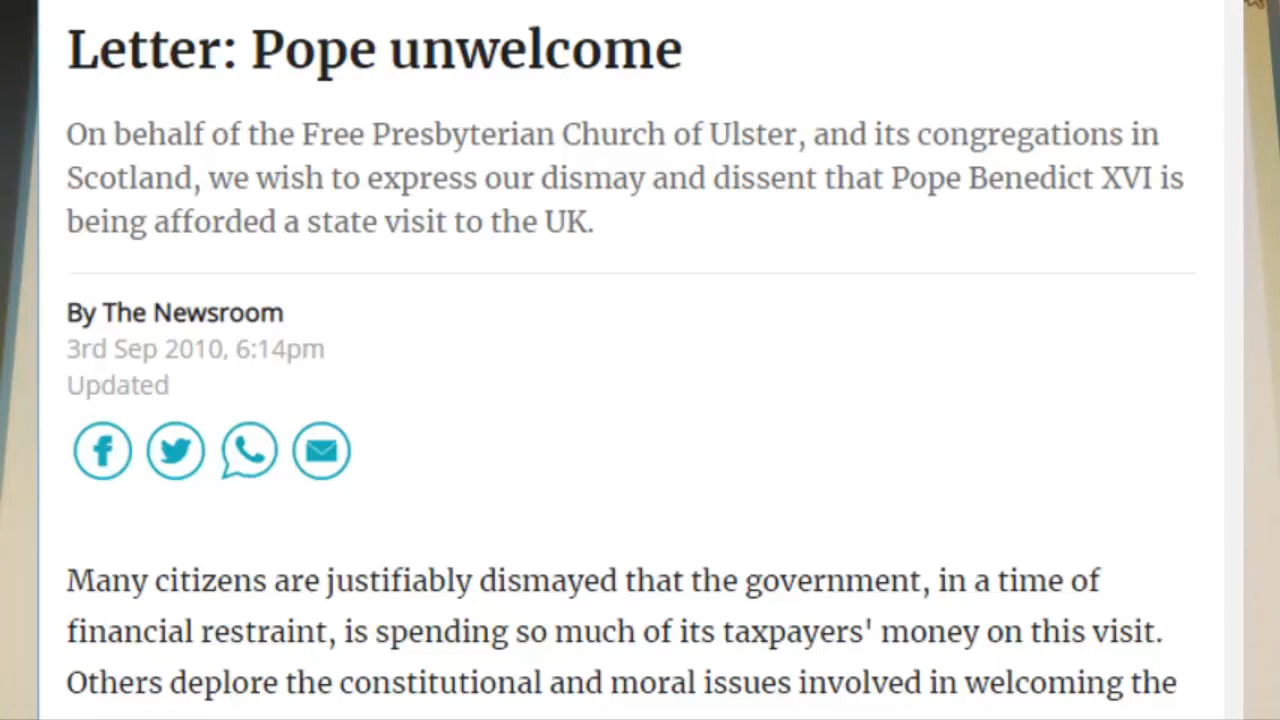 Letter: Pope unwelcome
On behalf of the Free Presbyterian Church of Ulster, and its congregations in
Scotland, we wish to express our dismay and dissent that Pope Benedict XVI is
being afforded a state visit to the UK.
By The Newsroom
3rd Sep 2010, 6:14pm
Updated
Many citizens are justifiably dismayed that the government, in a time of
financial restraint, is spending so much of its taxpayers' money on this visit.
Others deplore the constitutional and moral issues involved in welcoming the